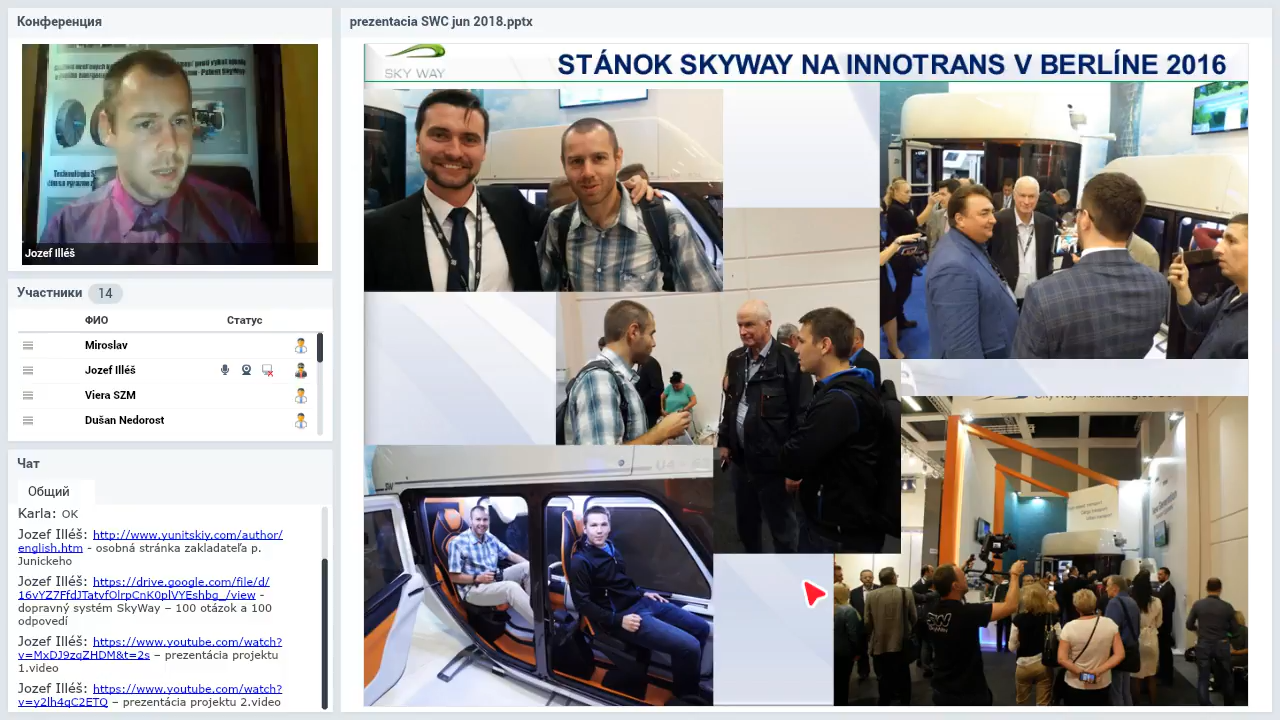 Конференция
Jozef Illéš
Участники 14
ФИО Статус
Miroslav
Jozef Illéš
Viera SZM
Dušan Nedorost
Чат
Общий
Karla: OK
Jozef Illéš: http://www.yunitskiy.com/author/
english.htm - osobná stránka zakladateľa p.
Junickeho
Jozef Illéš: https://drive.google.com/file/d/
16vYZ7FfdJTatvfOlrpCnK0plVYEshbg_/view -
dopravný systém SkyWay – 100 otázok a 100
odpovedí
Jozef Illéš: https://www.youtube.com/watch?
v=MxDJ9zqZHDM&t=2s – prezentácia projektu
1.video
Jozef Illéš: https://www.youtube.com/watch?
v=y2lh4qC2ETQ – prezentácia projektu 2.video
prezentacia SWC jun 2018.pptx
SKY WAY
STÁNOK SKYWAY NA INNOTRANS V BERLÍNE 2016